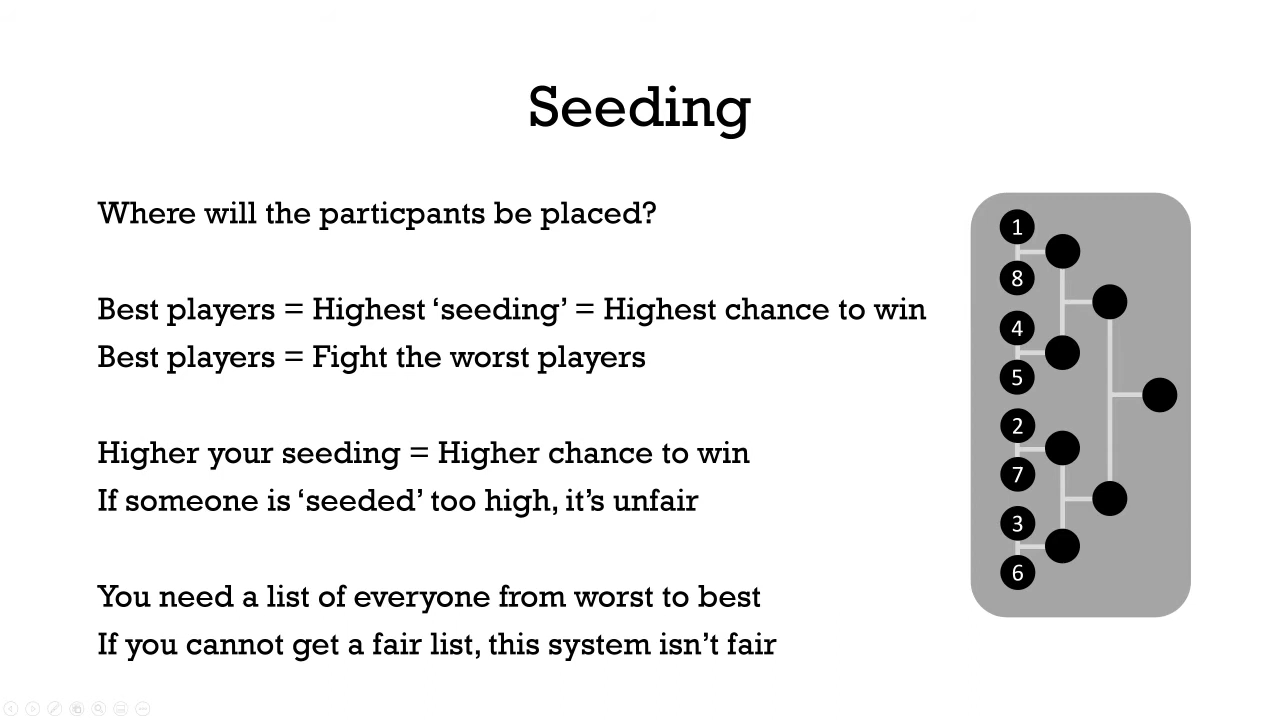 Seeding
Where will the particpants be placed?
Best players = Highest ‘seeding’ = Highest chance to win
Best players = Fight the worst players
Higher your seeding = Higher chance to win
If someone is ‘seeded’ too high, it’s unfair
You need a list of everyone from worst to best
If you cannot get a fair list, this system isn’t fair
1
8
4
5
2
7
3
6